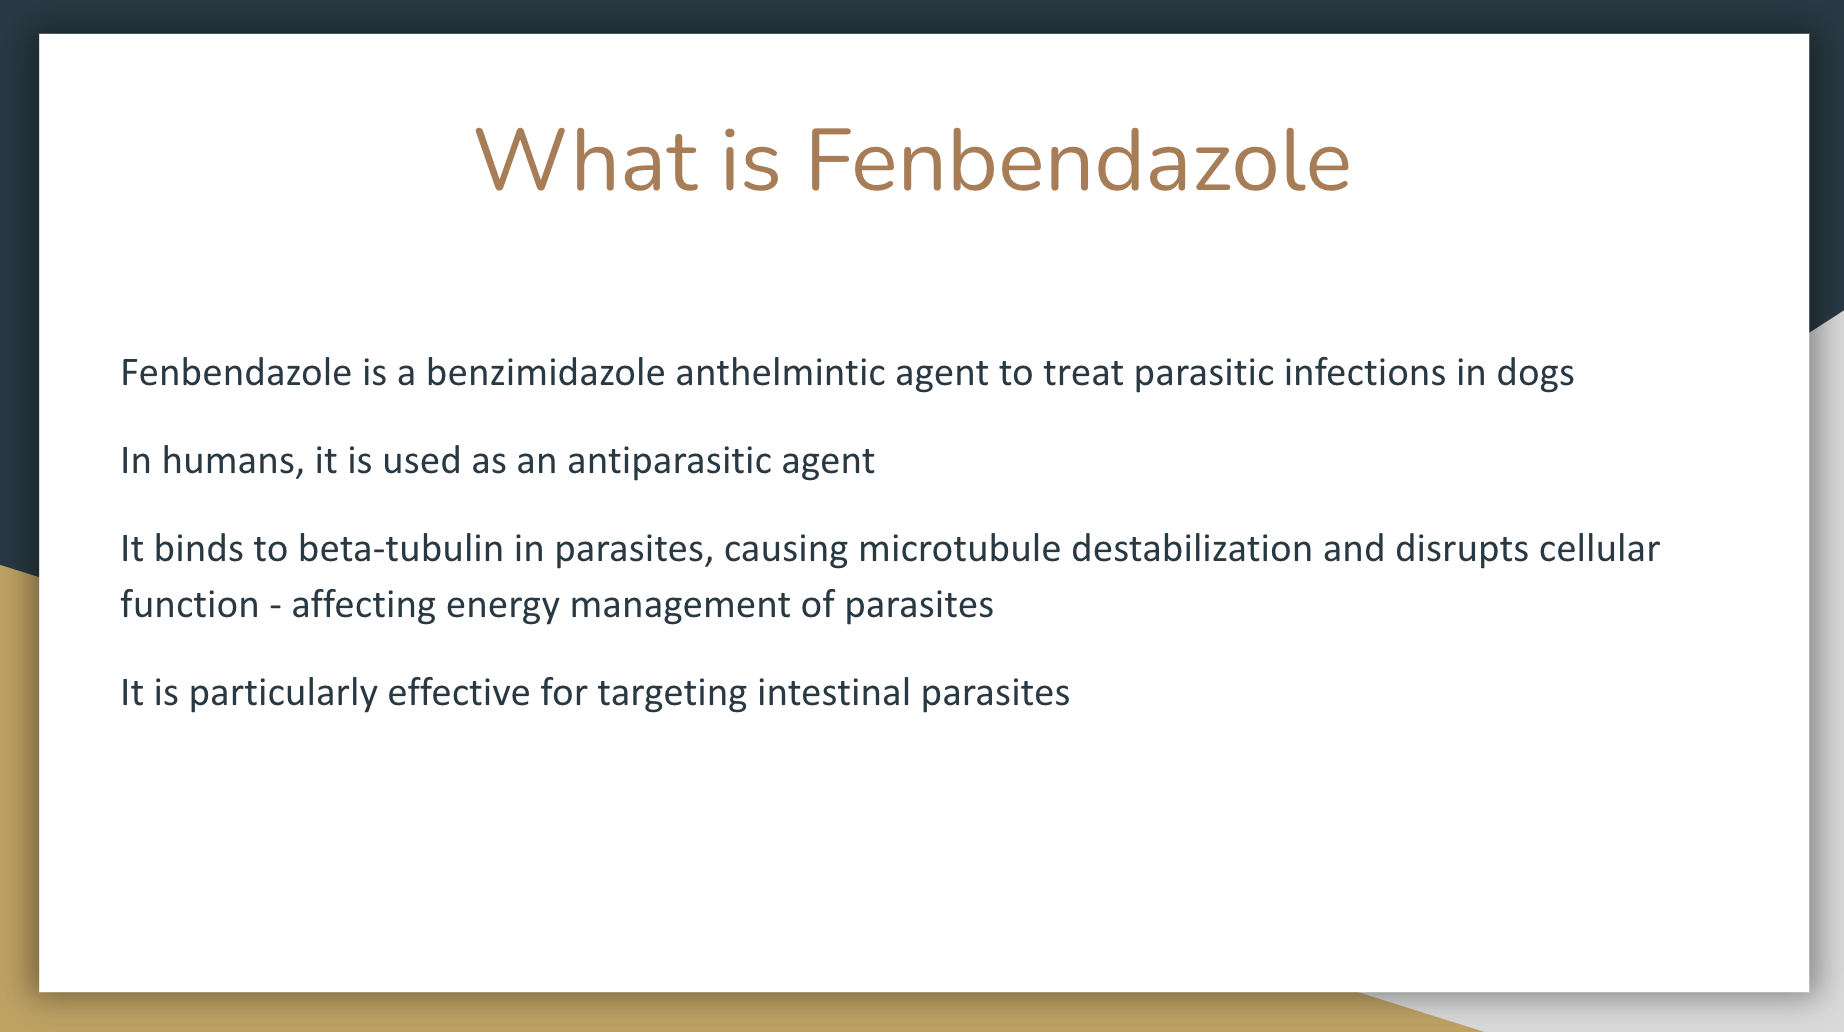 What is Fenbendazole
Fenbendazole is a benzimidazole anthelmintic agent to treat parasitic infections in dogs
In humans, it is used as an antiparasitic agent
It binds to beta-tubulin in parasites, causing microtubule destabilization and disrupts cellular
function - affecting energy management of parasites
It is particularly effective for targeting intestinal parasites